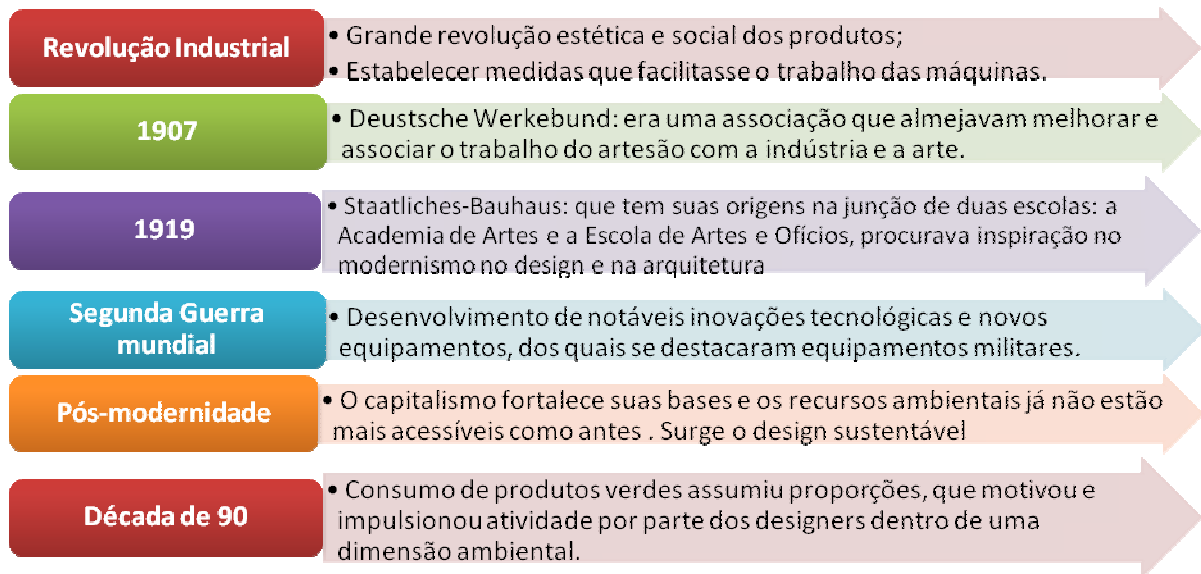 Revolução Industrial
• Grande revolução estética e social dos produtos;
• Estabelecer medidas que facilitasse o trabalho das máquinas.
1907
• Deustsche Werkebund: era uma associação que almejavam melhorar e
associar o trabalho do artesão com a indústria e a arte.
1919
• Staatliches-Bauhaus: que tem suas origens na junção de duas escolas: a
Academia de Artes e a Escola de Artes e Ofícios, procurava inspiração no
modernismo no design e na arquitetura
Segunda Guerra
mundial
• Desenvolvimento de notáveis inovações tecnológicas e novos
equipamentos, dos quais se destacaram equipamentos militares.
Pós-modernidade
• O capitalismo fortalece suas bases e os recursos ambientais já não estão
mais acessíveis como antes . Surge o design sustentável
Década de 90
• Consumo de produtos verdes assumiu proporções, que motivou e
impulsionou atividade por parte dos designers dentro de uma
dimensão ambiental.